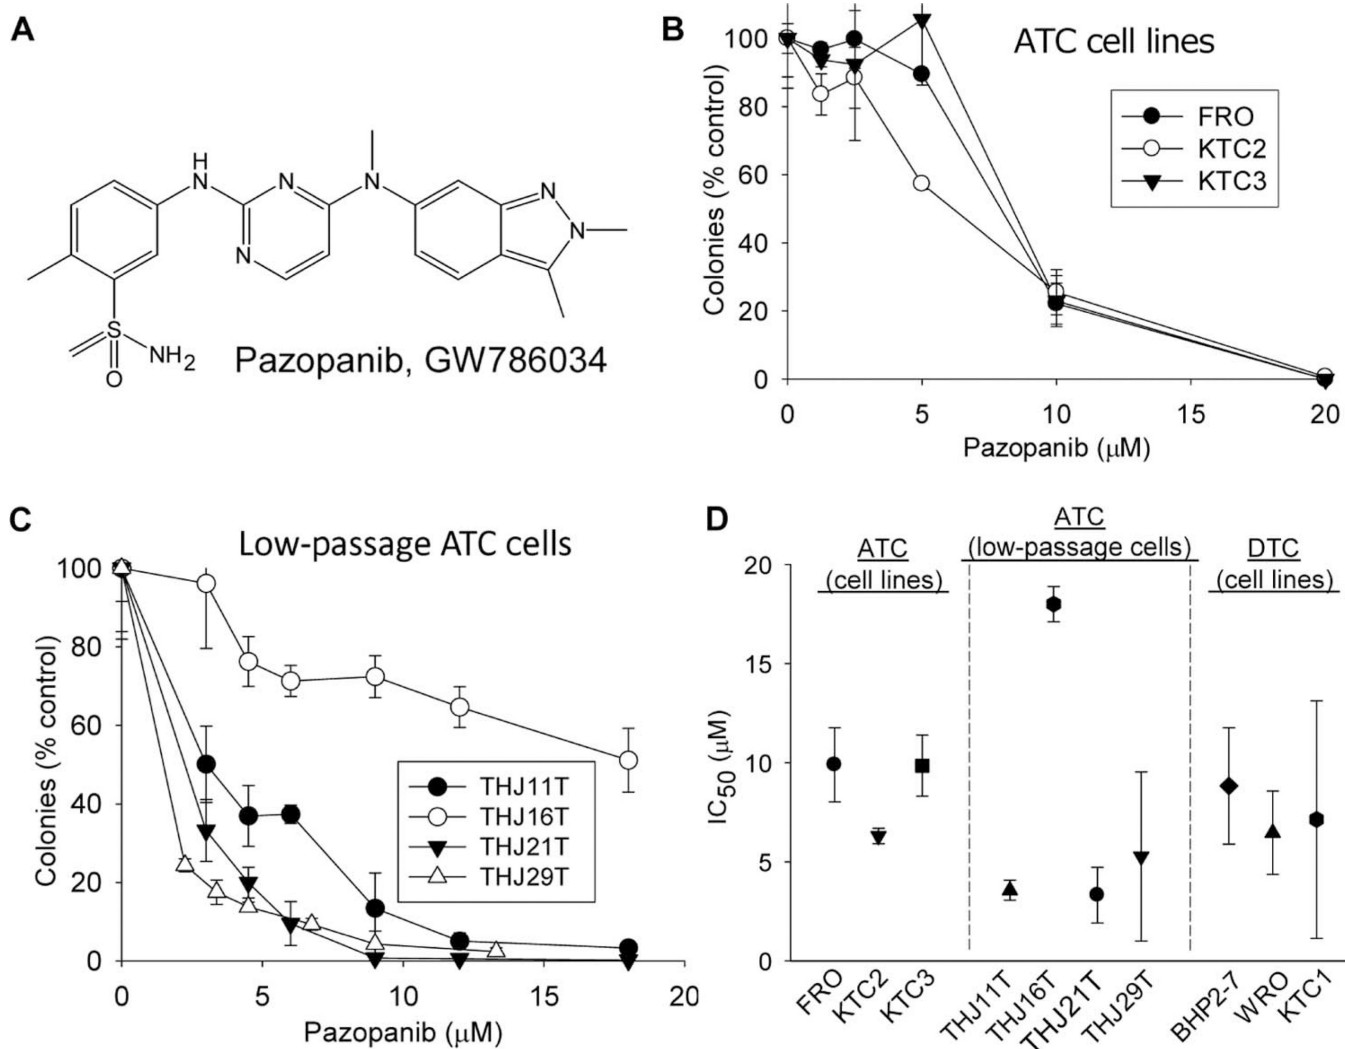 A
H
N
N
N
N
N
N
S
NH2
O
Pazopanib, GW786034
B
ATC cell lines
Colonies (% control)
100
80
60
40
20
0
FRO
KTC2
KTC3
0 5 10 15 20
Pazopanib (μM)
C
Low-passage ATC cells
Colonies (% control)
100
80
60
40
20
0
THJ11T
THJ16T
THJ21T
THJ29T
0 5 10 15 20
Pazopanib (μM)
D
ATC
(cell lines)
ATC
(low-passage cells)
DTC
(cell lines)
IC50 (μM)
20
15
10
5
0
FRO
KTC2
KTC3
THJ11T
THJ16T
THJ21T
THJ29T
BHP2-7
WRO
KTC1